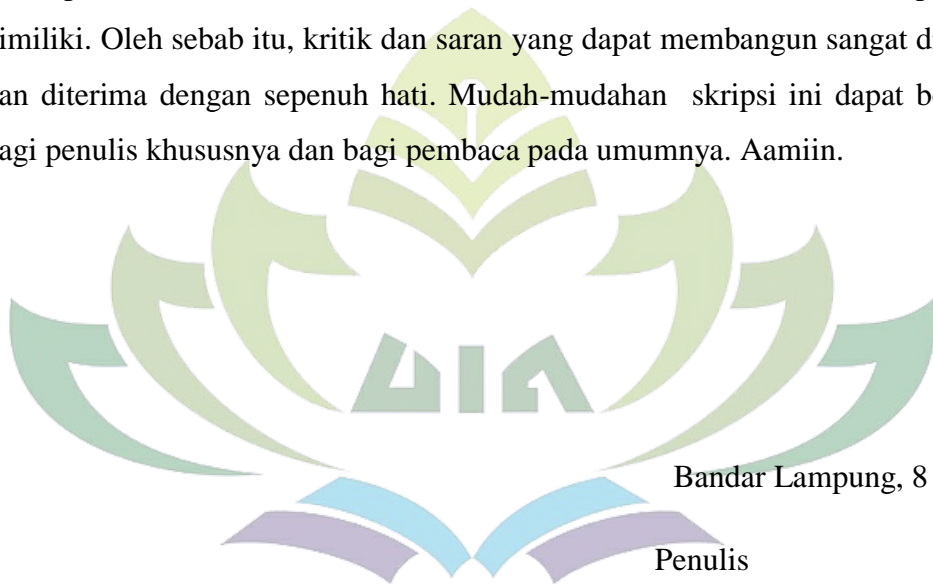 imiliki. Oleh sebab itu, kritik dan saran yang dapat membangun sangat d
an diterima dengan sepenuh hati. Mudah-mudahan skripsi ini dapat b
agi penulis khususnya dan bagi pembaca pada umumnya. Aamiin.
UIN
Bandar Lampung, 8
Penulis